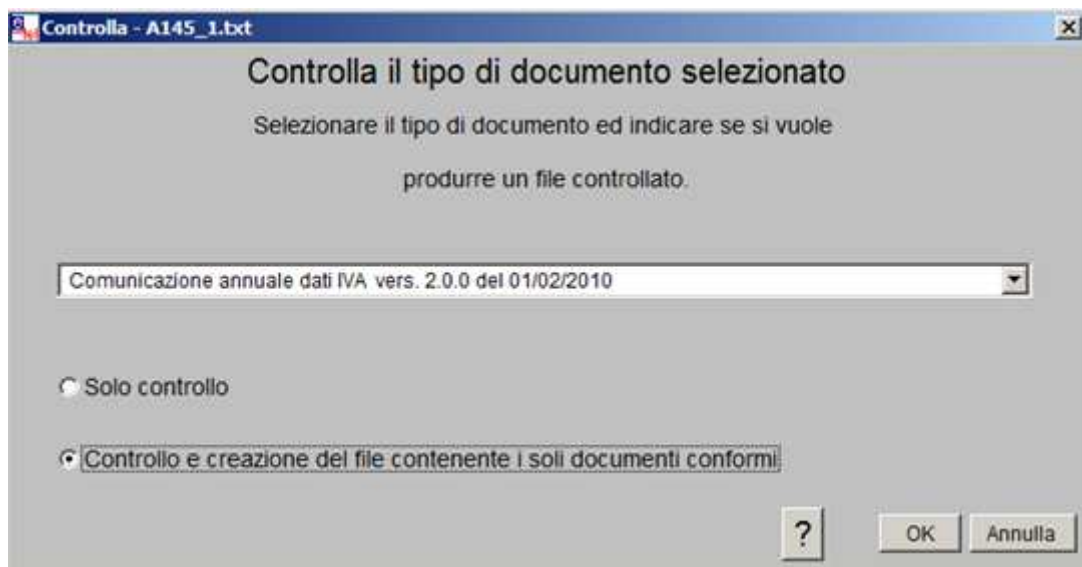 Controlla - A145_1.txt
Controlla il tipo di documento selezionato
Selezionare il tipo di documento ed indicare se si vuole
produrre un file controllato.
Comunicazione annuale dati IVA vers. 2.0.0 del 01/02/2010
Solo controllo
Controllo e creazione del file contenente i soli documenti conformi
? OK Annulla